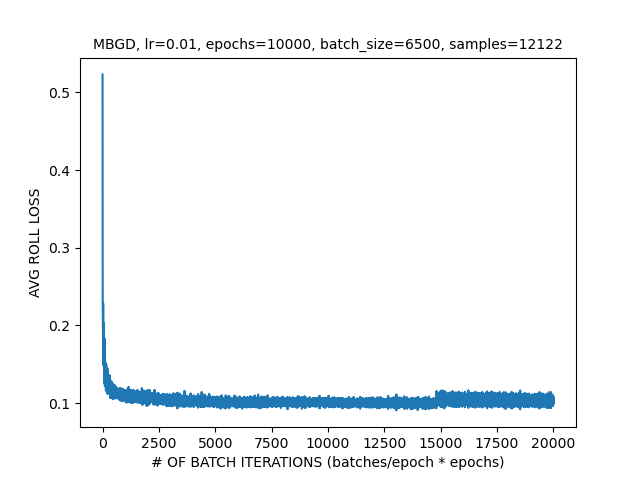 MBGD, lr=0.01, epochs=10000, batch_size=6500, samples=12122
0.5
0.4
0.3
0.2
0.1
AVG ROLL LOSS
0 2500 5000 7500 10000 12500 15000 17500 20000
# OF BATCH ITERATIONS (batches/epoch * epochs)